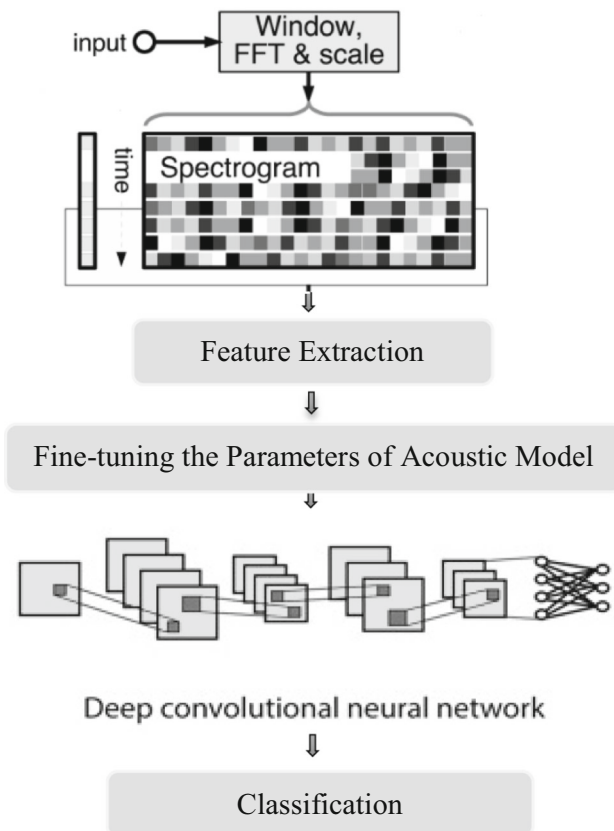 input
Window,
FFT & scale
time
Spectrogram
Feature Extraction
Fine-tuning the Parameters of Acoustic Model
Deep convolutional neural network
Classification